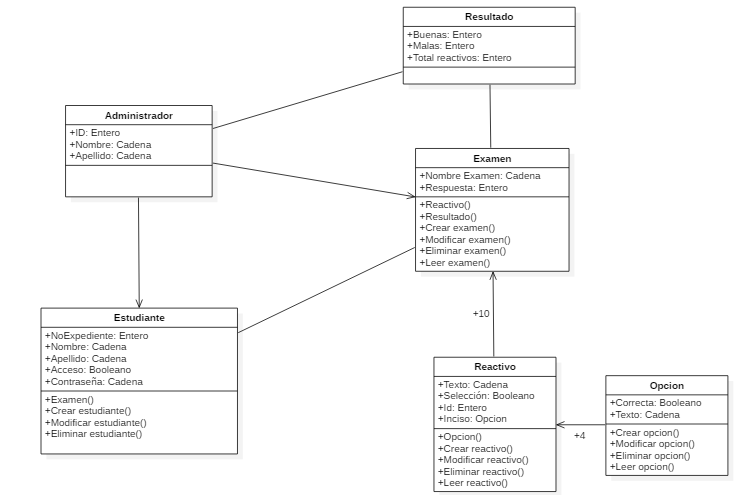 Resultado
+Buenas: Entero
+Malas: Entero
+Total reactivos: Entero
Administrador
+ID: Entero
+Nombre: Cadena
+Apellido: Cadena
Examen
+Nombre Examen: Cadena
+Respuesta: Entero
+Reactivo()
+Resultado()
+Crear examen()
+Modificar examen()
+Eliminar examen()
+Leer examen()
Estudiante
+NoExpediente: Entero
+Nombre: Cadena
+Apellido: Cadena
+Acceso: Booleano
+Contraseña: Cadena
+Examen()
+Crear estudiante()
+Modificar estudiante()
+Eliminar estudiante()
+10
Reactivo
+Texto: Cadena
+Selección: Booleano
+Id: Entero
+Inciso: Opcion
+Opcion()
+Crear reactivo()
+Modificar reactivo()
+Eliminar reactivo()
+Leer reactivo()
+4
Opcion
+Correcta: Booleano
+Texto: Cadena
+Crear opcion()
+Modificar opcion()
+Eliminar opcion()
+Leer opcion()